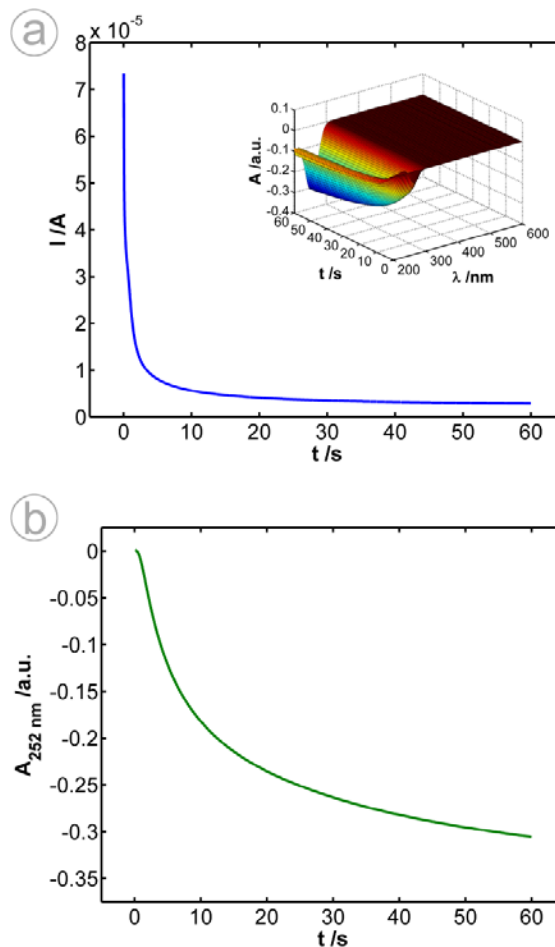 a
8 × 10⁻⁵
7
6
5
4
3
2
1
0
I /A
0 10 20 30 40 50 60
t /s
0.1
0
-0.1
-0.2
-0.3
-0.4
A /a.u.
60 50 40 30 20 10 0
t /s
200 300 400 500 600
λ /nm
b
0
-0.05
-0.1
-0.15
-0.2
-0.25
-0.3
-0.35
A₂₅₂ ₙₘ /a.u.
0 10 20 30 40 50 60
t /s